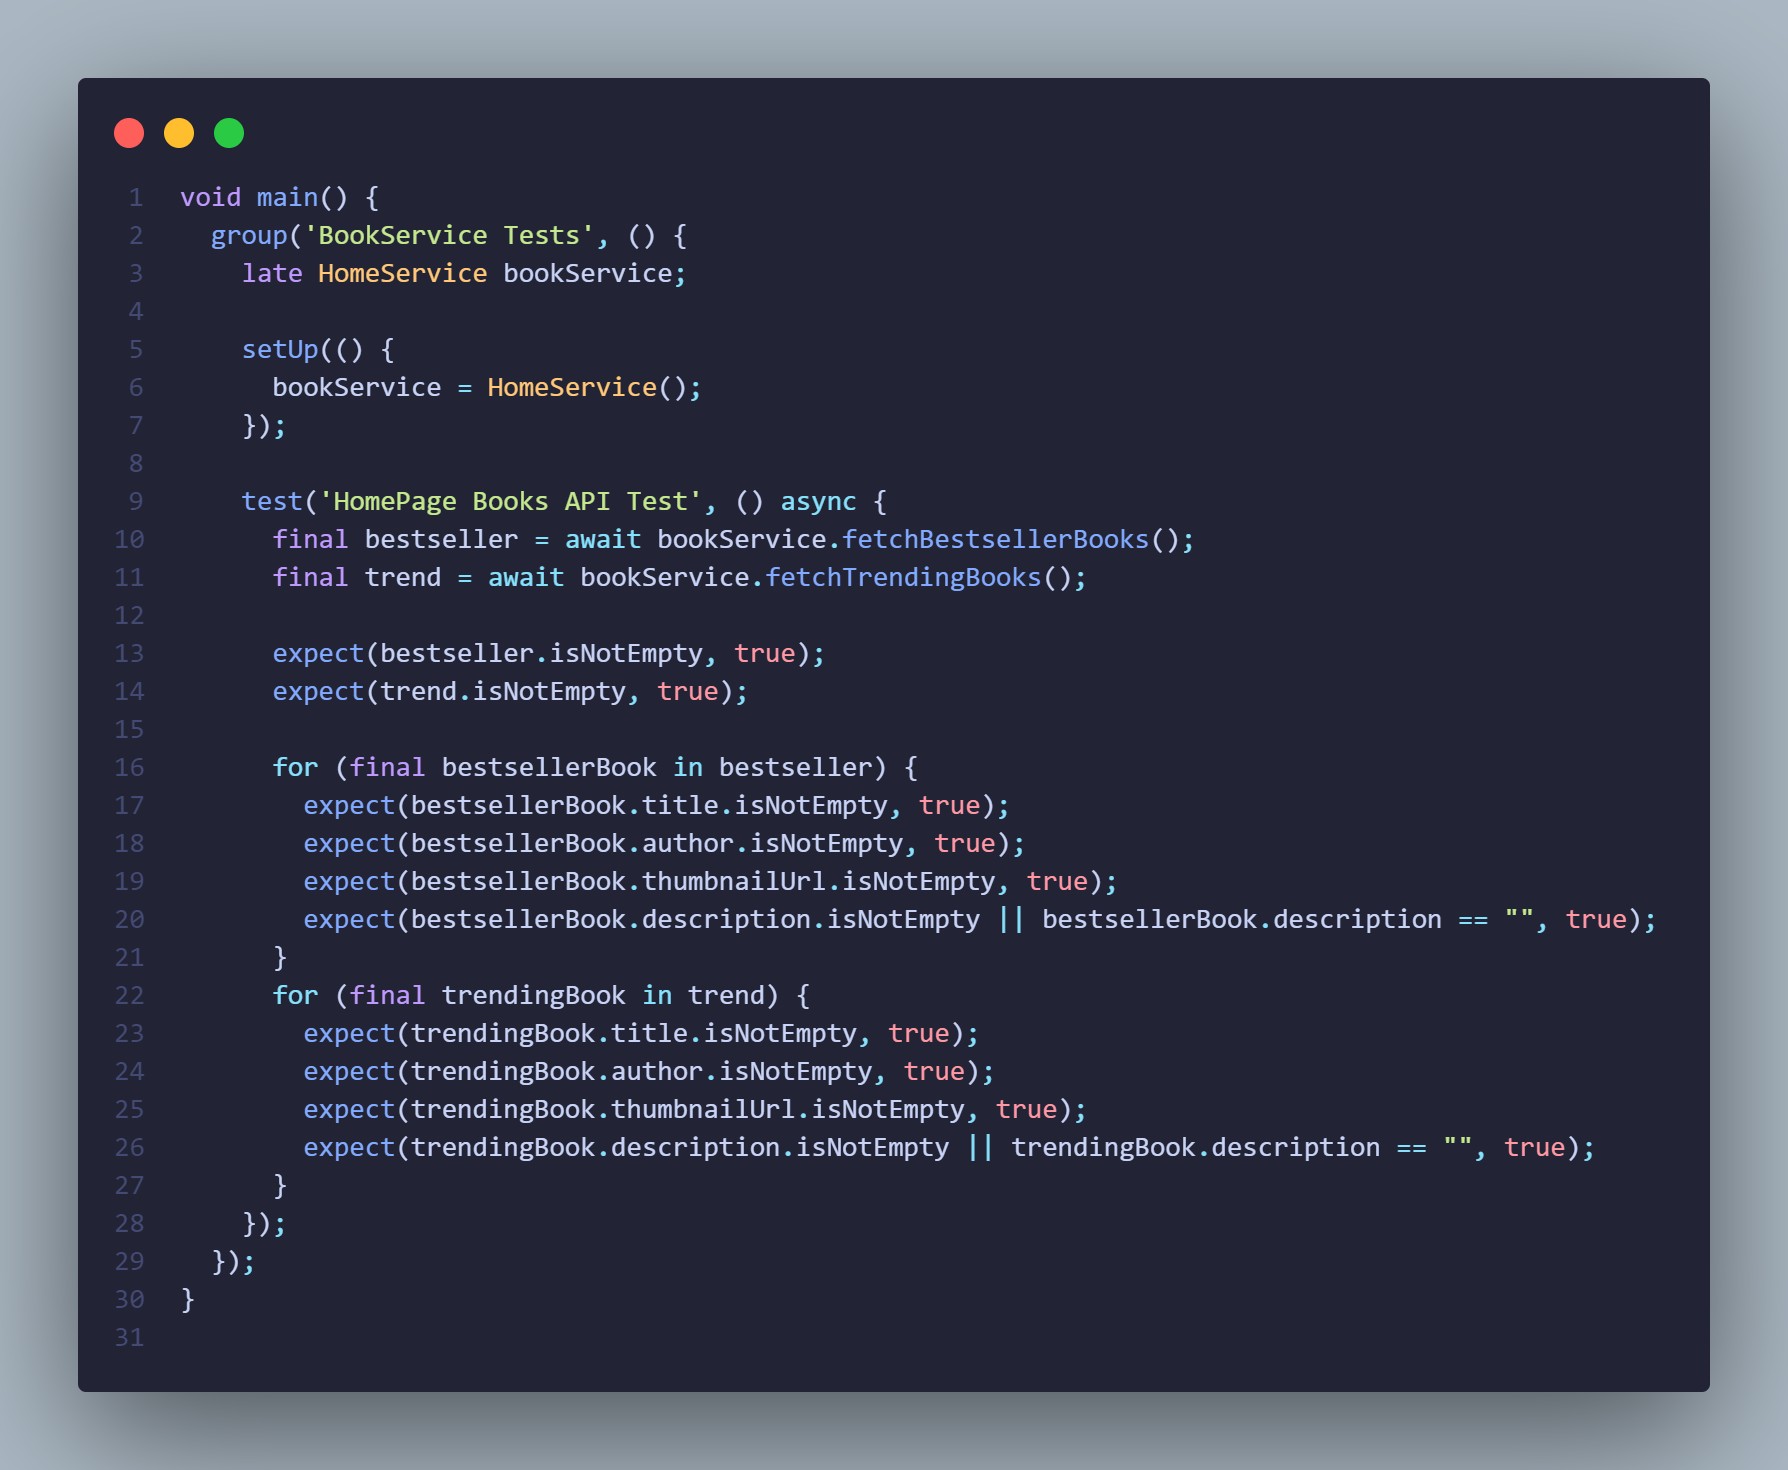 1 void main() {
2   group('BookService Tests', () {
3     late HomeService bookService;
4
5     setUp(() {
6       bookService = HomeService();
7     });
8
9     test('HomePage Books API Test', () async {
10       final bestseller = await bookService.fetchBestsellerBooks();
11       final trend = await bookService.fetchTrendingBooks();
12
13       expect(bestseller.isNotEmpty, true);
14       expect(trend.isNotEmpty, true);
15
16       for (final bestsellerBook in bestseller) {
17         expect(bestsellerBook.title.isNotEmpty, true);
18         expect(bestsellerBook.author.isNotEmpty, true);
19         expect(bestsellerBook.thumbnailUrl.isNotEmpty, true);
20         expect(bestsellerBook.description.isNotEmpty || bestsellerBook.description == "", true);
21       }
22       for (final trendingBook in trend) {
23         expect(trendingBook.title.isNotEmpty, true);
24         expect(trendingBook.author.isNotEmpty, true);
25         expect(trendingBook.thumbnailUrl.isNotEmpty, true);
26         expect(trendingBook.description.isNotEmpty || trendingBook.description == "", true);
27       }
28     });
29   });
30 }
31